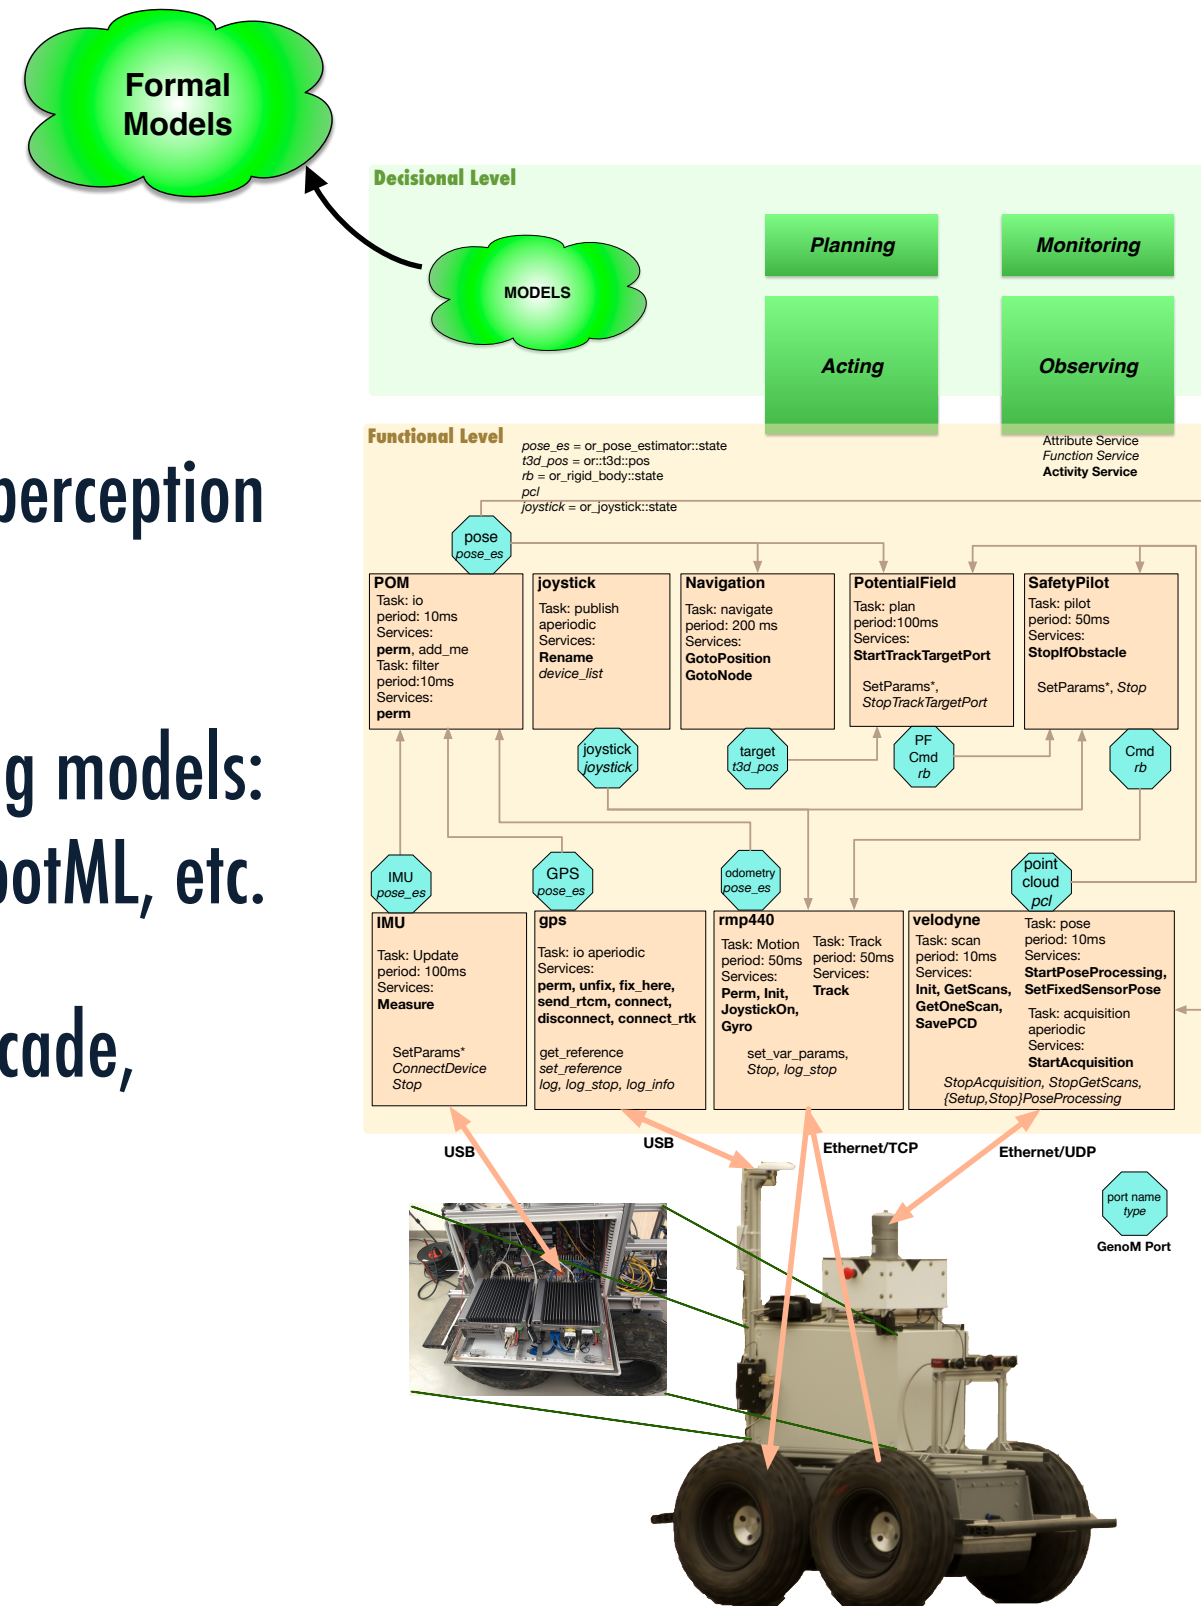 Formal
Models
Decisional Level
MODELS
Planning
Monitoring
Acting
Observing
perception
g models:
botML, etc.
cade,
Functional Level
pose_es = or_pose_estimator::state
t3d_pos = or::t3d::pos
rb = or_rigid_body::state
pcl
joystick = or_joystick::state
Attribute Service
Function Service
Activity Service
pose
pose_es
POM
Task: io
period: 10ms
Services:
perm, add_me
Task: filter
period:10ms
Services:
perm
joystick
Task: publish
aperiodic
Services:
Rename
device_list
Navigation
Task: navigate
period: 200 ms
Services:
GotoPosition
GotoNode
PotentialField
Task: plan
period:100ms
Services:
StartTrackTargetPort
SetParams*,
StopTrackTargetPort
SafetyPilot
Task: pilot
period: 50ms
Services:
StopIfObstacle
SetParams*, Stop
joystick
joystick
target
t3d_pos
PF
Cmd
rb
Cmd
rb
IMU
pose_es
GPS
pose_es
odometry
pose_es
point
cloud
pcl
IMU
Task: Update
period: 100ms
Services:
Measure
SetParams*
ConnectDevice
Stop
gps
Task: io aperiodic
Services:
perm, unfix, fix_here,
send_rtcm, connect,
disconnect, connect_rtk
get_reference
set_reference
log, log_stop, log_info
rmp440
Task: Motion
period: 50ms
Services:
Perm, Init,
JoystickOn,
Gyro
Task: Track
period: 50ms
Services:
Track
set_var_params,
Stop, log_stop
velodyne
Task: scan
period: 10ms
Services:
Init, GetScans,
GetOneScan,
SavePCD
Task: pose
period: 10ms
Services:
StartPoseProcessing,
SetFixedSensorPose
Task: acquisition
aperiodic
Services:
StartAcquisition
StopAcquisition, StopGetScans,
{Setup,Stop}PoseProcessing
USB
USB
Ethernet/TCP
Ethernet/UDP
port name
type
GenoM Port